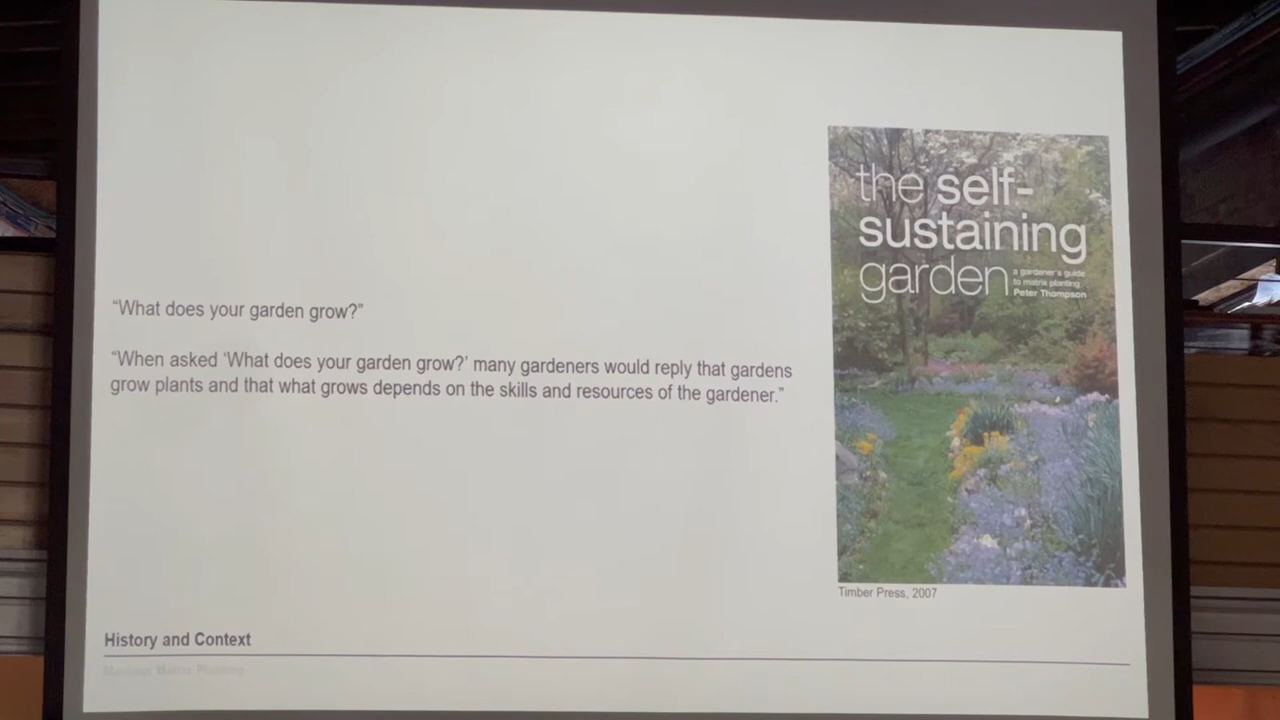 the self-
sustaining
garden
a gardener's guide
to matrix planting
Peter Thompson
"What does your garden grow?"
"When asked 'What does your garden grow?' many gardeners would reply that gardens
grow plants and that what grows depends on the skills and resources of the gardener."
Timber Press, 2007
History and Context